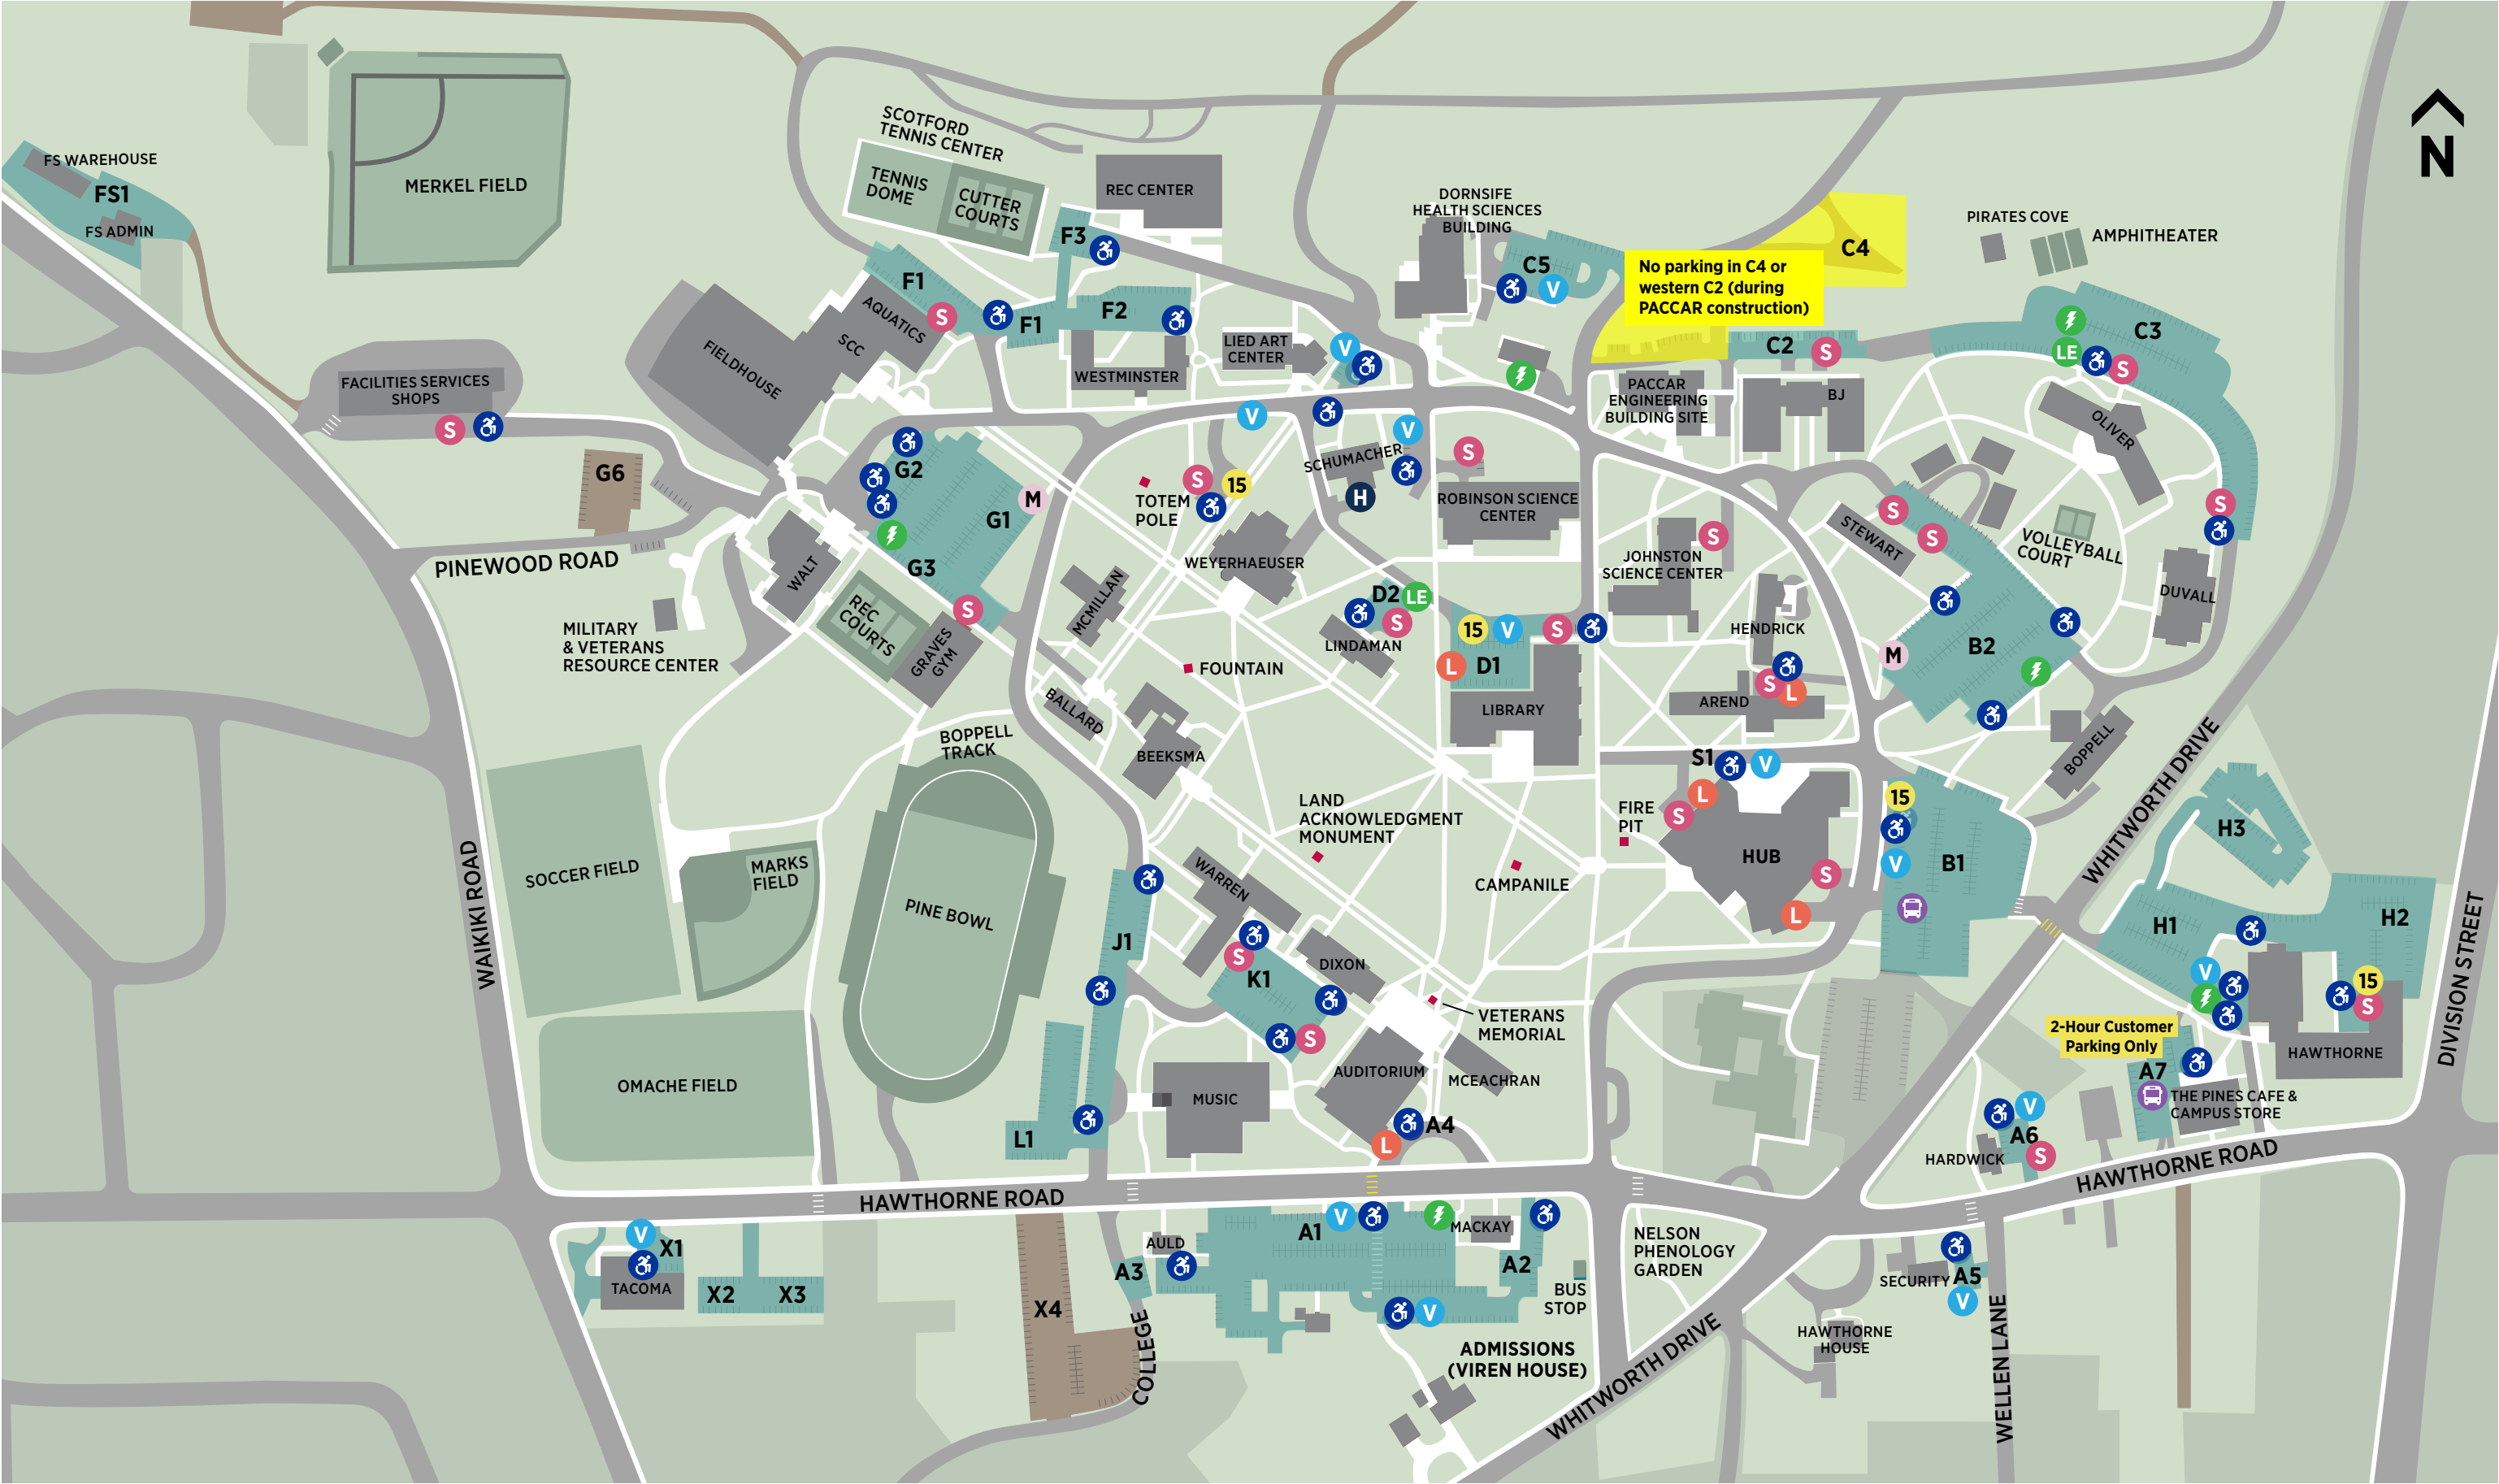 N
SCOTFORD
TENNIS CENTER
TENNIS
DOME
CUTTER
COURTS
REC CENTER
FS WAREHOUSE
FS1
FS ADMIN
MERKEL FIELD
F3
F1
AQUATICS
S
SCC
FIELDHOUSE
F1
F2
WESTMINSTER
LIED ART
CENTER
V
DORNSIFE
HEALTH SCIENCES
BUILDING
C5
V
No parking in C4 or
western C2 (during
PACCAR construction)
C4
PIRATES COVE
AMPHITHEATER
C3
LE
S
C2
S
PACCAR
ENGINEERING
BUILDING SITE
BJ
OLIVER
S
FACILITIES SERVICES
SHOPS
S
G6
G2
G1
M
G3
S
V
TOTEM
POLE
S
15
SCHUMACHER
V
H
S
ROBINSON SCIENCE
CENTER
WEYERHAEUSER
MCMILLAN
PINEWOOD ROAD
WALT
REC
COURTS
GRAVES
GYM
MILITARY
& VETERANS
RESOURCE CENTER
JOHNSTON
SCIENCE CENTER
S
STEWART
S
S
VOLLEYBALL
COURT
DUVALL
D2
LE
S
LINDAMAN
15
V
S
L
D1
LIBRARY
HENDRICK
AREND
S
L
M
B2
BOPPELL
FOUNTAIN
BALLARD
BEEKSMA
BOPPELL
TRACK
PINE BOWL
SOCCER FIELD
MARKS
FIELD
OMACHE FIELD
WAIKIKI ROAD
LAND
ACKNOWLEDGMENT
MONUMENT
CAMPANILE
FIRE
PIT
S1
V
L
S
HUB
S
L
15
V
B1
WHITWORTH DRIVE
H3
H1
H2
V
15
S
HAWTHORNE
DIVISION STREET
WARREN
S
K1
DIXON
S
J1
L1
VETERANS
MEMORIAL
AUDITORIUM
MCEACHRAN
MUSIC
A4
L
2-Hour Customer
Parking Only
A7
THE PINES CAFE &
CAMPUS STORE
V
A6
S
HARDWICK
HAWTHORNE ROAD
HAWTHORNE ROAD
V
X1
TACOMA
X2
X3
X4
AULD
A3
COLLEGE
A1
V
MACKAY
A2
V
BUS
STOP
ADMISSIONS
(VIREN HOUSE)
NELSON
PHENOLOGY
GARDEN
WHITWORTH DRIVE
SECURITY
A5
V
HAWTHORNE
HOUSE
WELLEN LANE